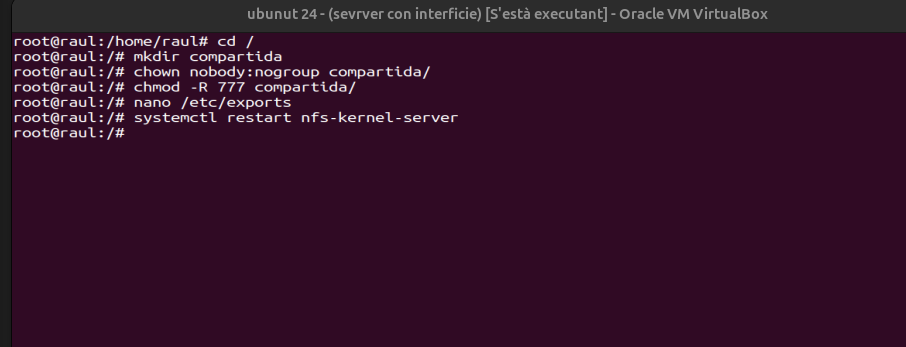 ubunut 24 - (sevrver con interficie) [S'està executant] - Oracle VM VirtualBox
root@raul:/home/raul# cd /
root@raul:/# mkdir compartida
root@raul:/# chown nobody:nogroup compartida/
root@raul:/# chmod -R 777 compartida/
root@raul:/# nano /etc/exports
root@raul:/# systemctl restart nfs-kernel-server
root@raul:/#